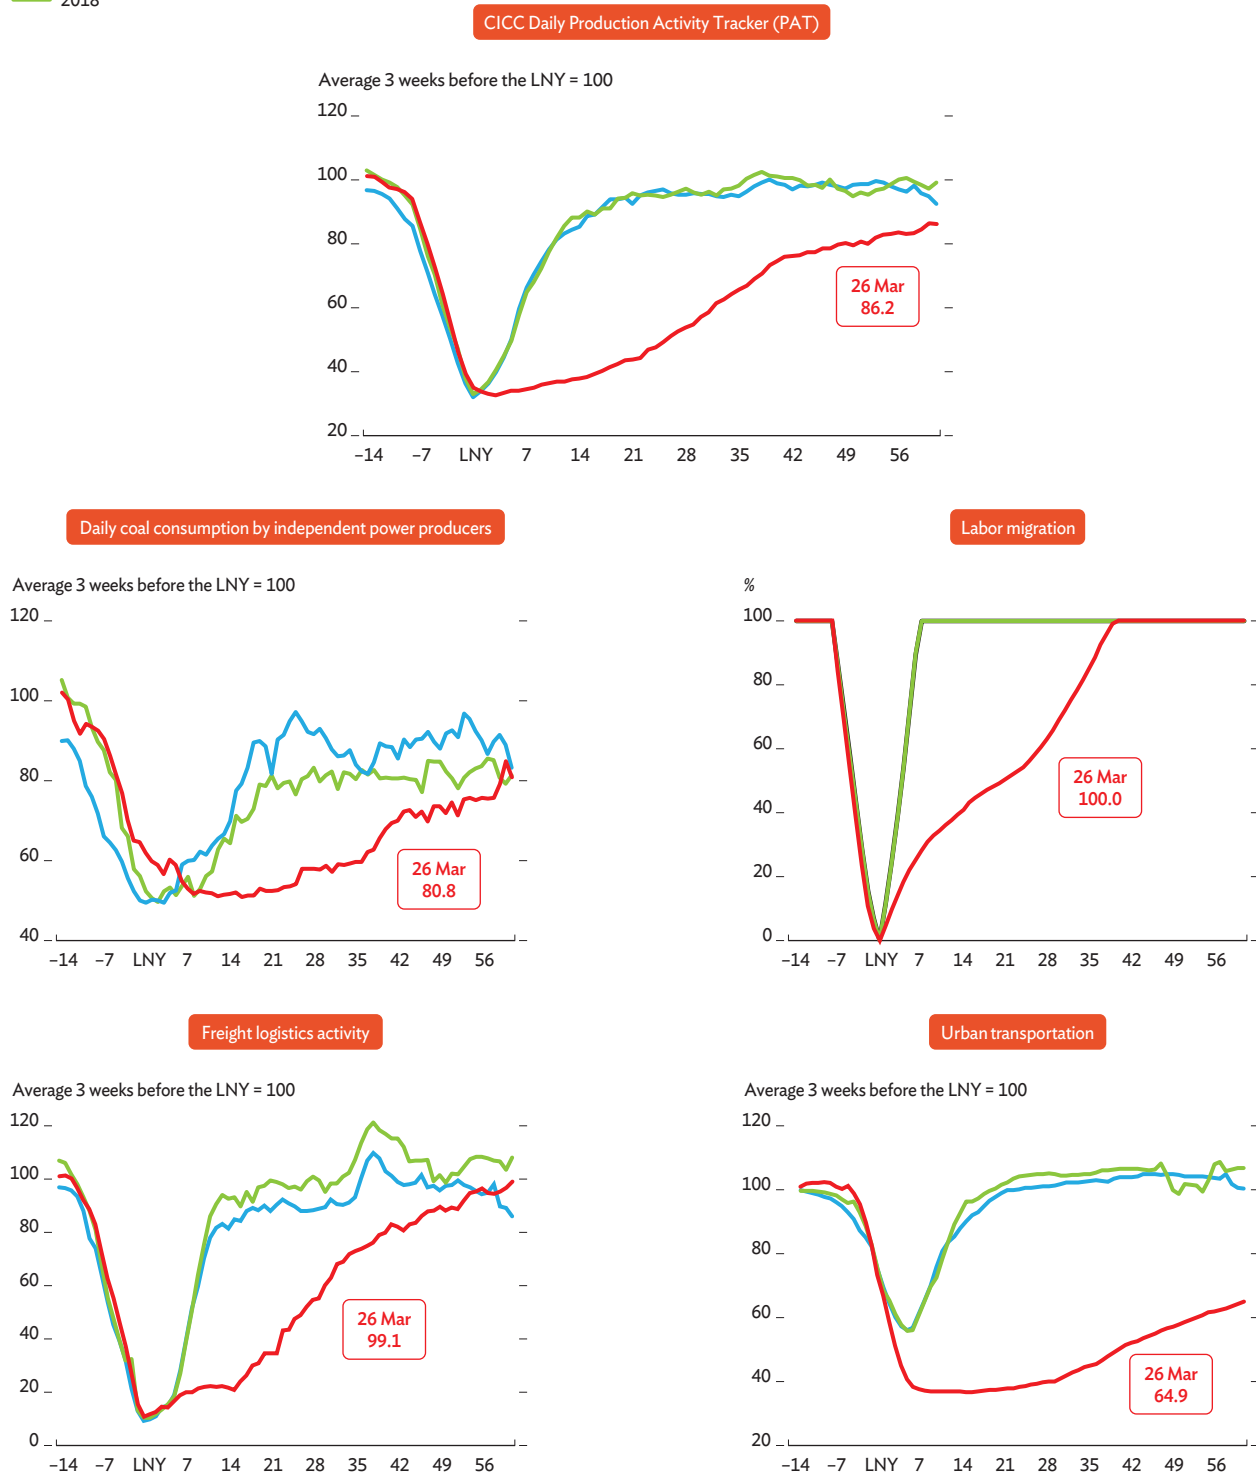 2018
CICC Daily Production Activity Tracker (PAT)
Average 3 weeks before the LNY = 100
120
100
80
60
40
20
26 Mar
86.2
−14 −7 LNY 7 14 21 28 35 42 49 56
Daily coal consumption by independent power producers
Average 3 weeks before the LNY = 100
120
100
80
60
40
26 Mar
80.8
−14 −7 LNY 7 14 21 28 35 42 49 56
Labor migration
%
100
80
60
40
20
0
26 Mar
100.0
−14 −7 LNY 7 14 21 28 35 42 49 56
Freight logistics activity
Average 3 weeks before the LNY = 100
120
100
80
60
40
20
0
26 Mar
99.1
−14 −7 LNY 7 14 21 28 35 42 49 56
Urban transportation
Average 3 weeks before the LNY = 100
120
100
80
60
40
20
26 Mar
64.9
−14 −7 LNY 7 14 21 28 35 42 49 56